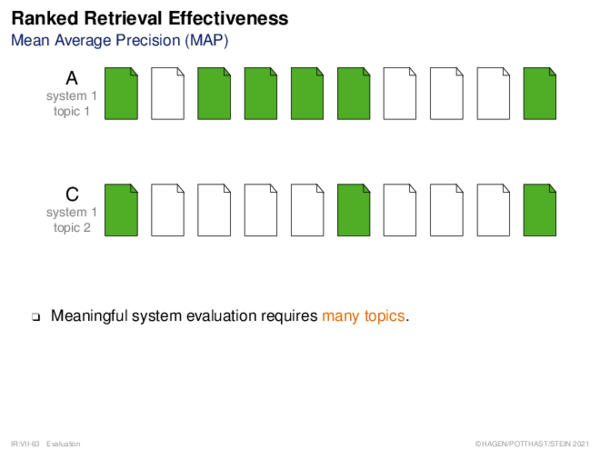 Ranked Retrieval Effectiveness
Mean Average Precision (MAP)
A
system 1
topic 1
C
system 1
topic 2
❑ Meaningful system evaluation requires many topics.
IR:VII-63 Evaluation
©HAGEN/POTTHAST/STEIN 2021